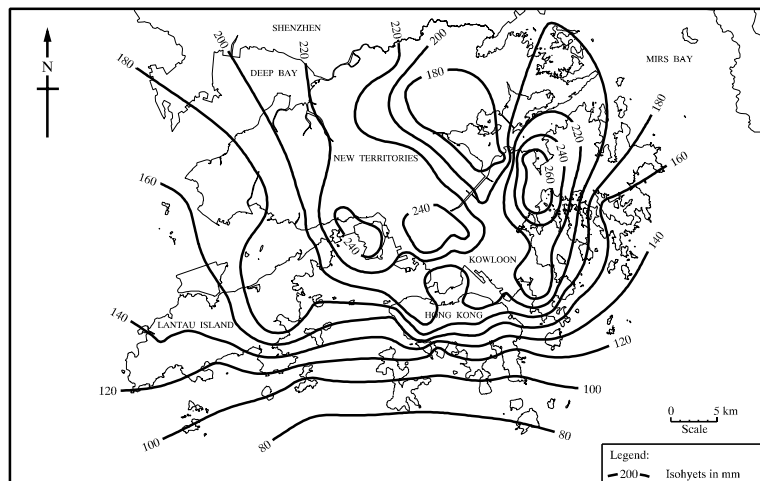 SHENZHEN
220
200
200
220
180
DEEP BAY
MIRS BAY
N
180
180
220
240
260
NEW TERRITORIES
160
160
240
240
140
KOWLOON
HONG KONG
140
LANTAU ISLAND
120
120
100
100
80
80
0 5 km
Scale
Legend:
200 Isohyets in mm